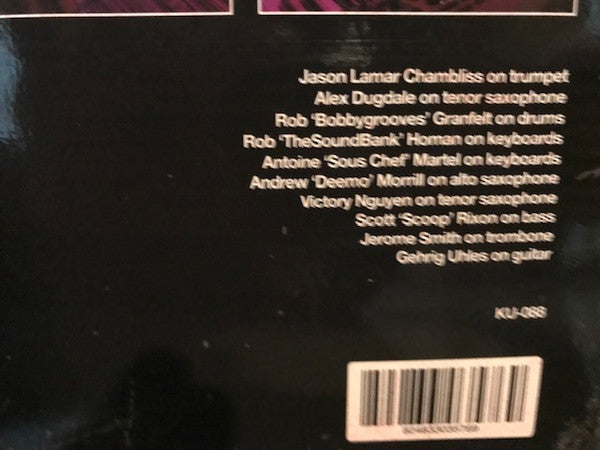 Jason Lamar Chambliss on trumpet
Alex Dugdale on tenor saxophone
Rob 'Bobbygrooves' Granfelt on drums
Rob 'TheSoundBank' Homan on keyboards
Antoine 'Sous Chef' Martel on keyboards
Andrew 'Deemo' Morrill on alto saxophone
Victory Nguyen on tenor saxophone
Scott 'Scoop' Rixon on bass
Jerome Smith on trombone
Gehrig Uhles on guitar
KU-088